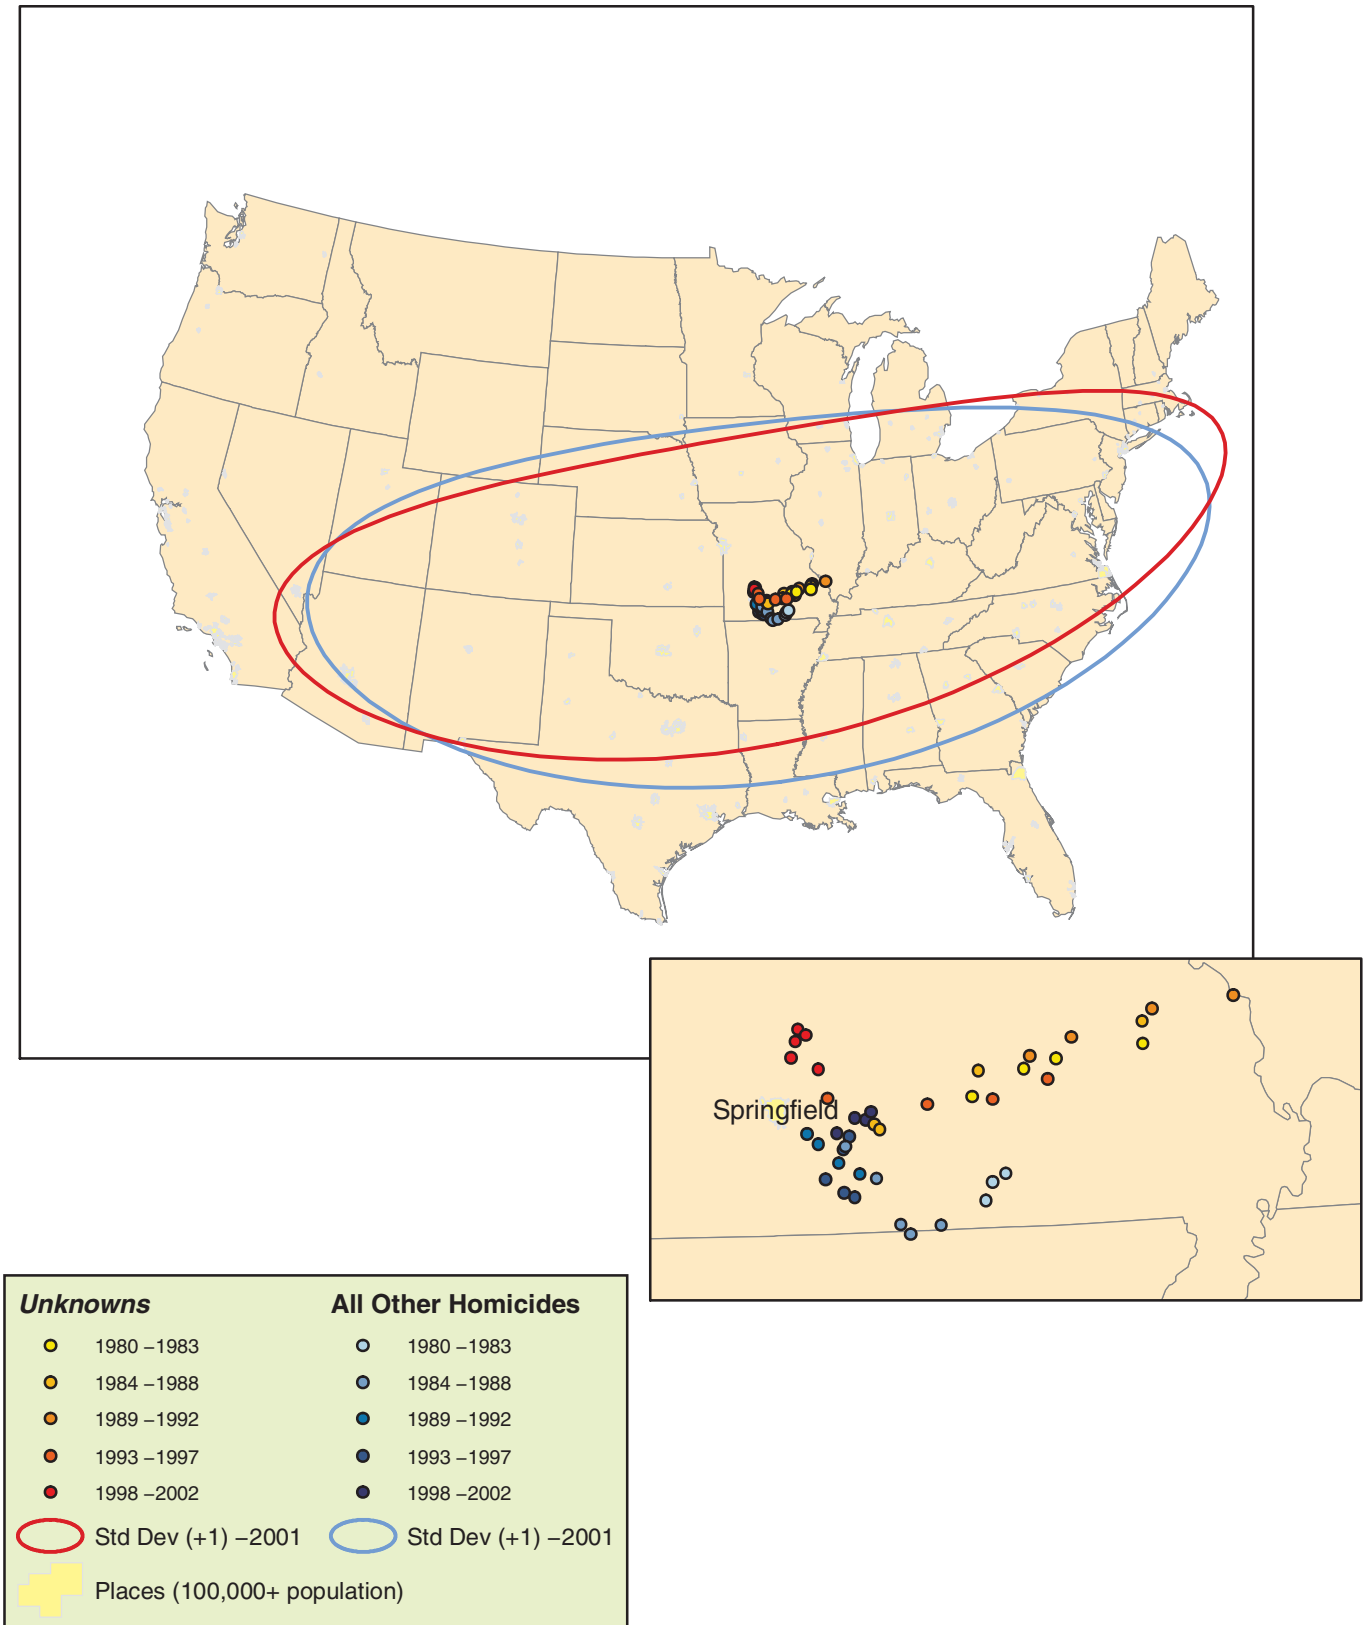 Springfield
Unknowns
All Other Homicides
1980 –1983
1980 –1983
1984 –1988
1984 –1988
1989 –1992
1989 –1992
1993 –1997
1993 –1997
1998 –2002
1998 –2002
Std Dev (+1) –2001
Std Dev (+1) –2001
Places (100,000+ population)